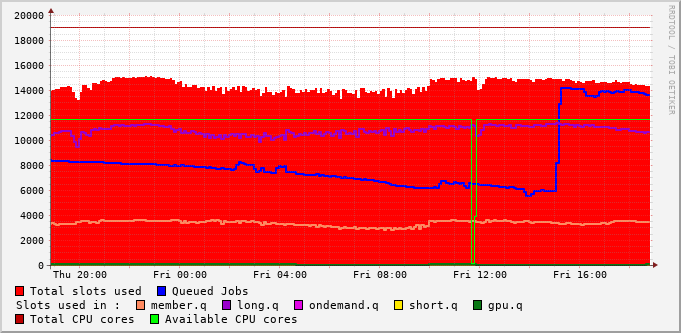 RRDTOOL / TOBI OETIKER
20000
18000
16000
14000
12000
10000
8000
6000
4000
2000
0
Thu 20:00 Fri 00:00 Fri 04:00 Fri 08:00 Fri 12:00 Fri 16:00
Total slots used Queued Jobs
Slots used in : member.q long.q ondemand.q short.q gpu.q
Total CPU cores Available CPU cores